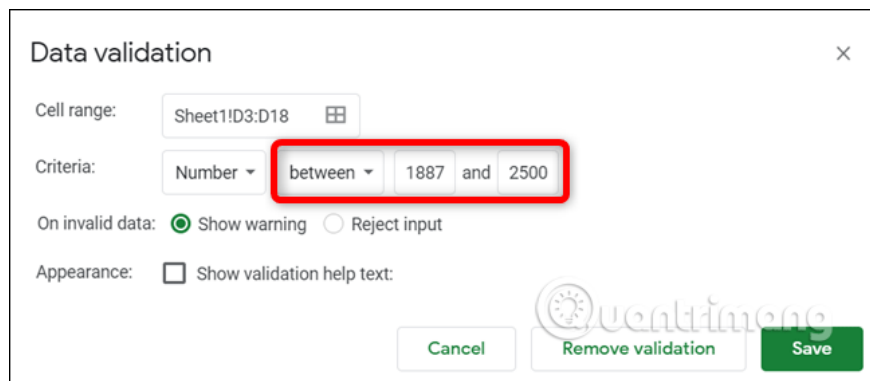 Data validation
Cell range: Sheet1!D3:D18
Criteria: Number between 1887 and 2500
On invalid data: Show warning Reject input
Appearance: Show validation help text:
Quantrimang
Cancel Remove validation Save